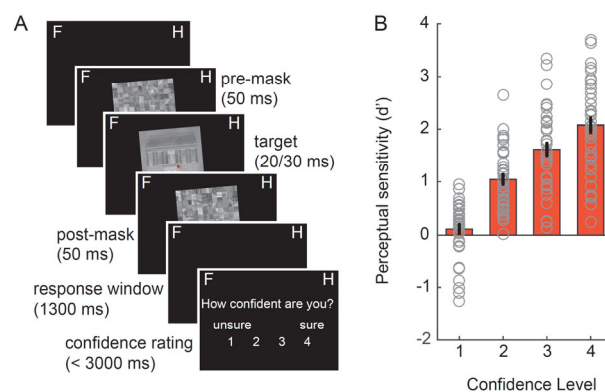 A
F H
F H
pre-mask
(50 ms)
F H
target
(20/30 ms)
F H
post-mask
(50 ms)
F H
response window
(1300 ms)
F H
How confident are you?
unsure sure
1 2 3 4
confidence rating
(< 3000 ms)
B
Perceptual sensitivity (d')
4
3
2
1
0
-1
-2
1 2 3 4
Confidence Level